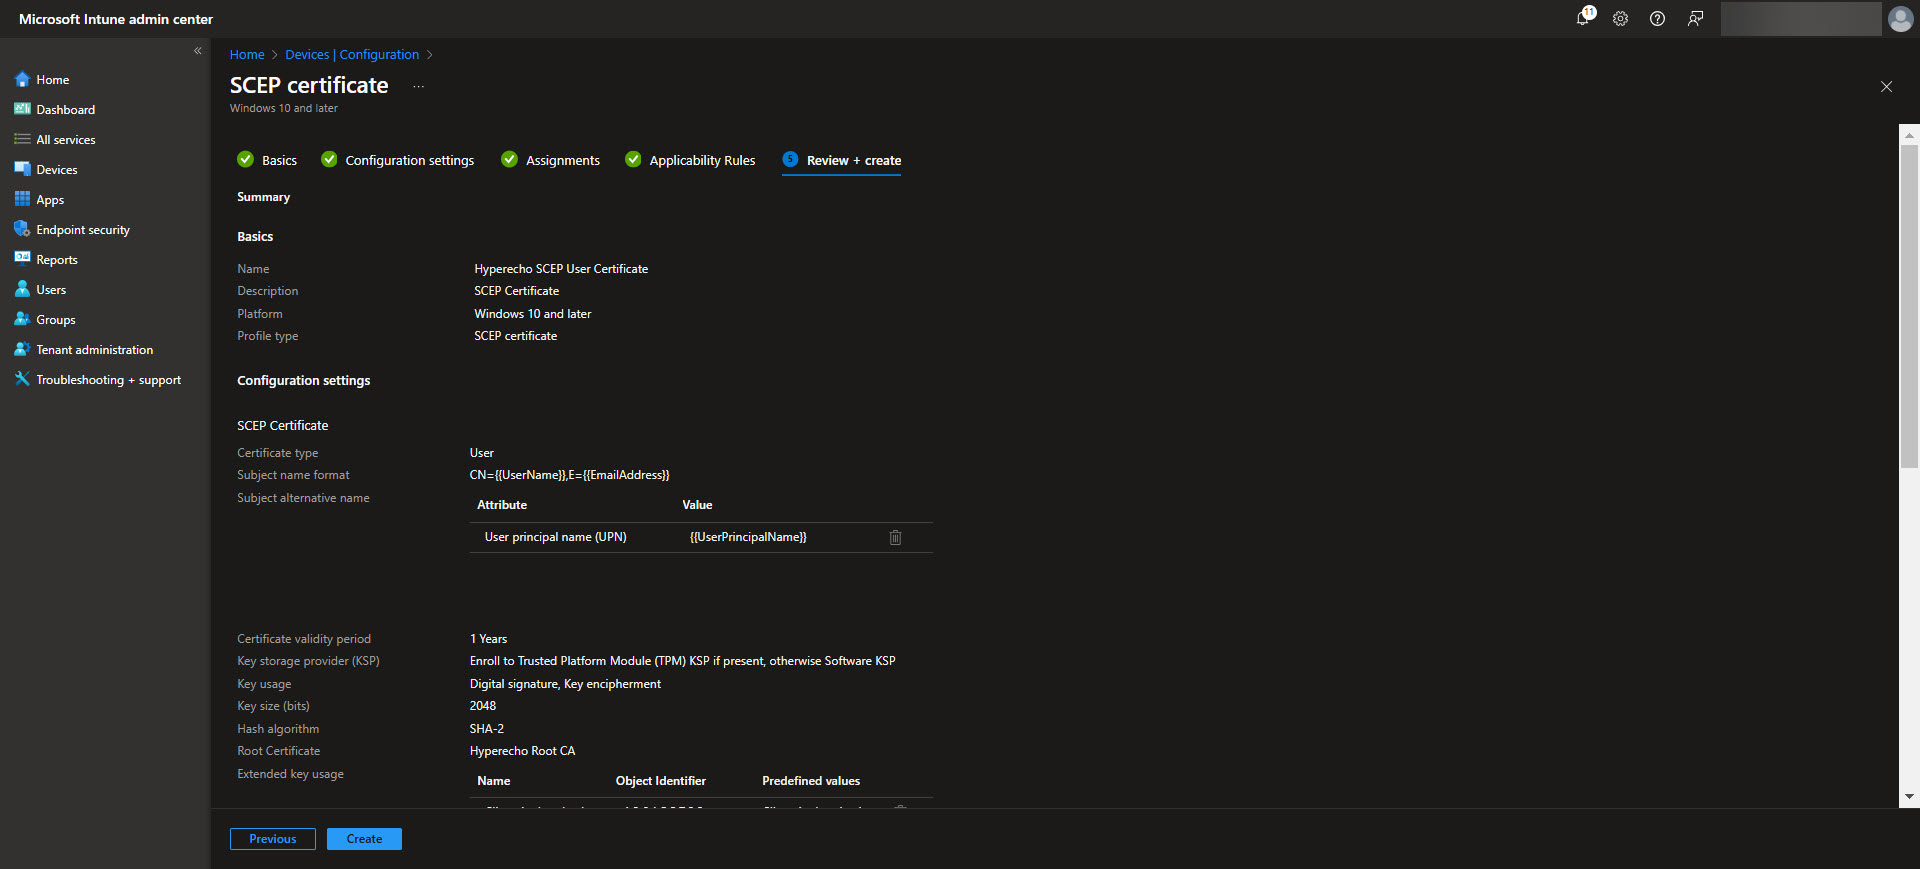 Microsoft Intune admin center
11
«
Home
Dashboard
All services
Devices
Apps
Endpoint security
Reports
Users
Groups
Tenant administration
Troubleshooting + support
Home > Devices | Configuration >
SCEP certificate ...
Windows 10 and later
Basics
Configuration settings
Assignments
Applicability Rules
5 Review + create
Summary
Basics
Name Hyperecho SCEP User Certificate
Description SCEP Certificate
Platform Windows 10 and later
Profile type SCEP certificate
Configuration settings
SCEP Certificate
Certificate type User
Subject name format CN={{UserName}},E={{EmailAddress}}
Subject alternative name
Attribute Value
User principal name (UPN) {{UserPrincipalName}}
Certificate validity period 1 Years
Key storage provider (KSP) Enroll to Trusted Platform Module (TPM) KSP if present, otherwise Software KSP
Key usage Digital signature, Key encipherment
Key size (bits) 2048
Hash algorithm SHA-2
Root Certificate Hyperecho Root CA
Extended key usage
Name Object Identifier Predefined values
Previous
Create